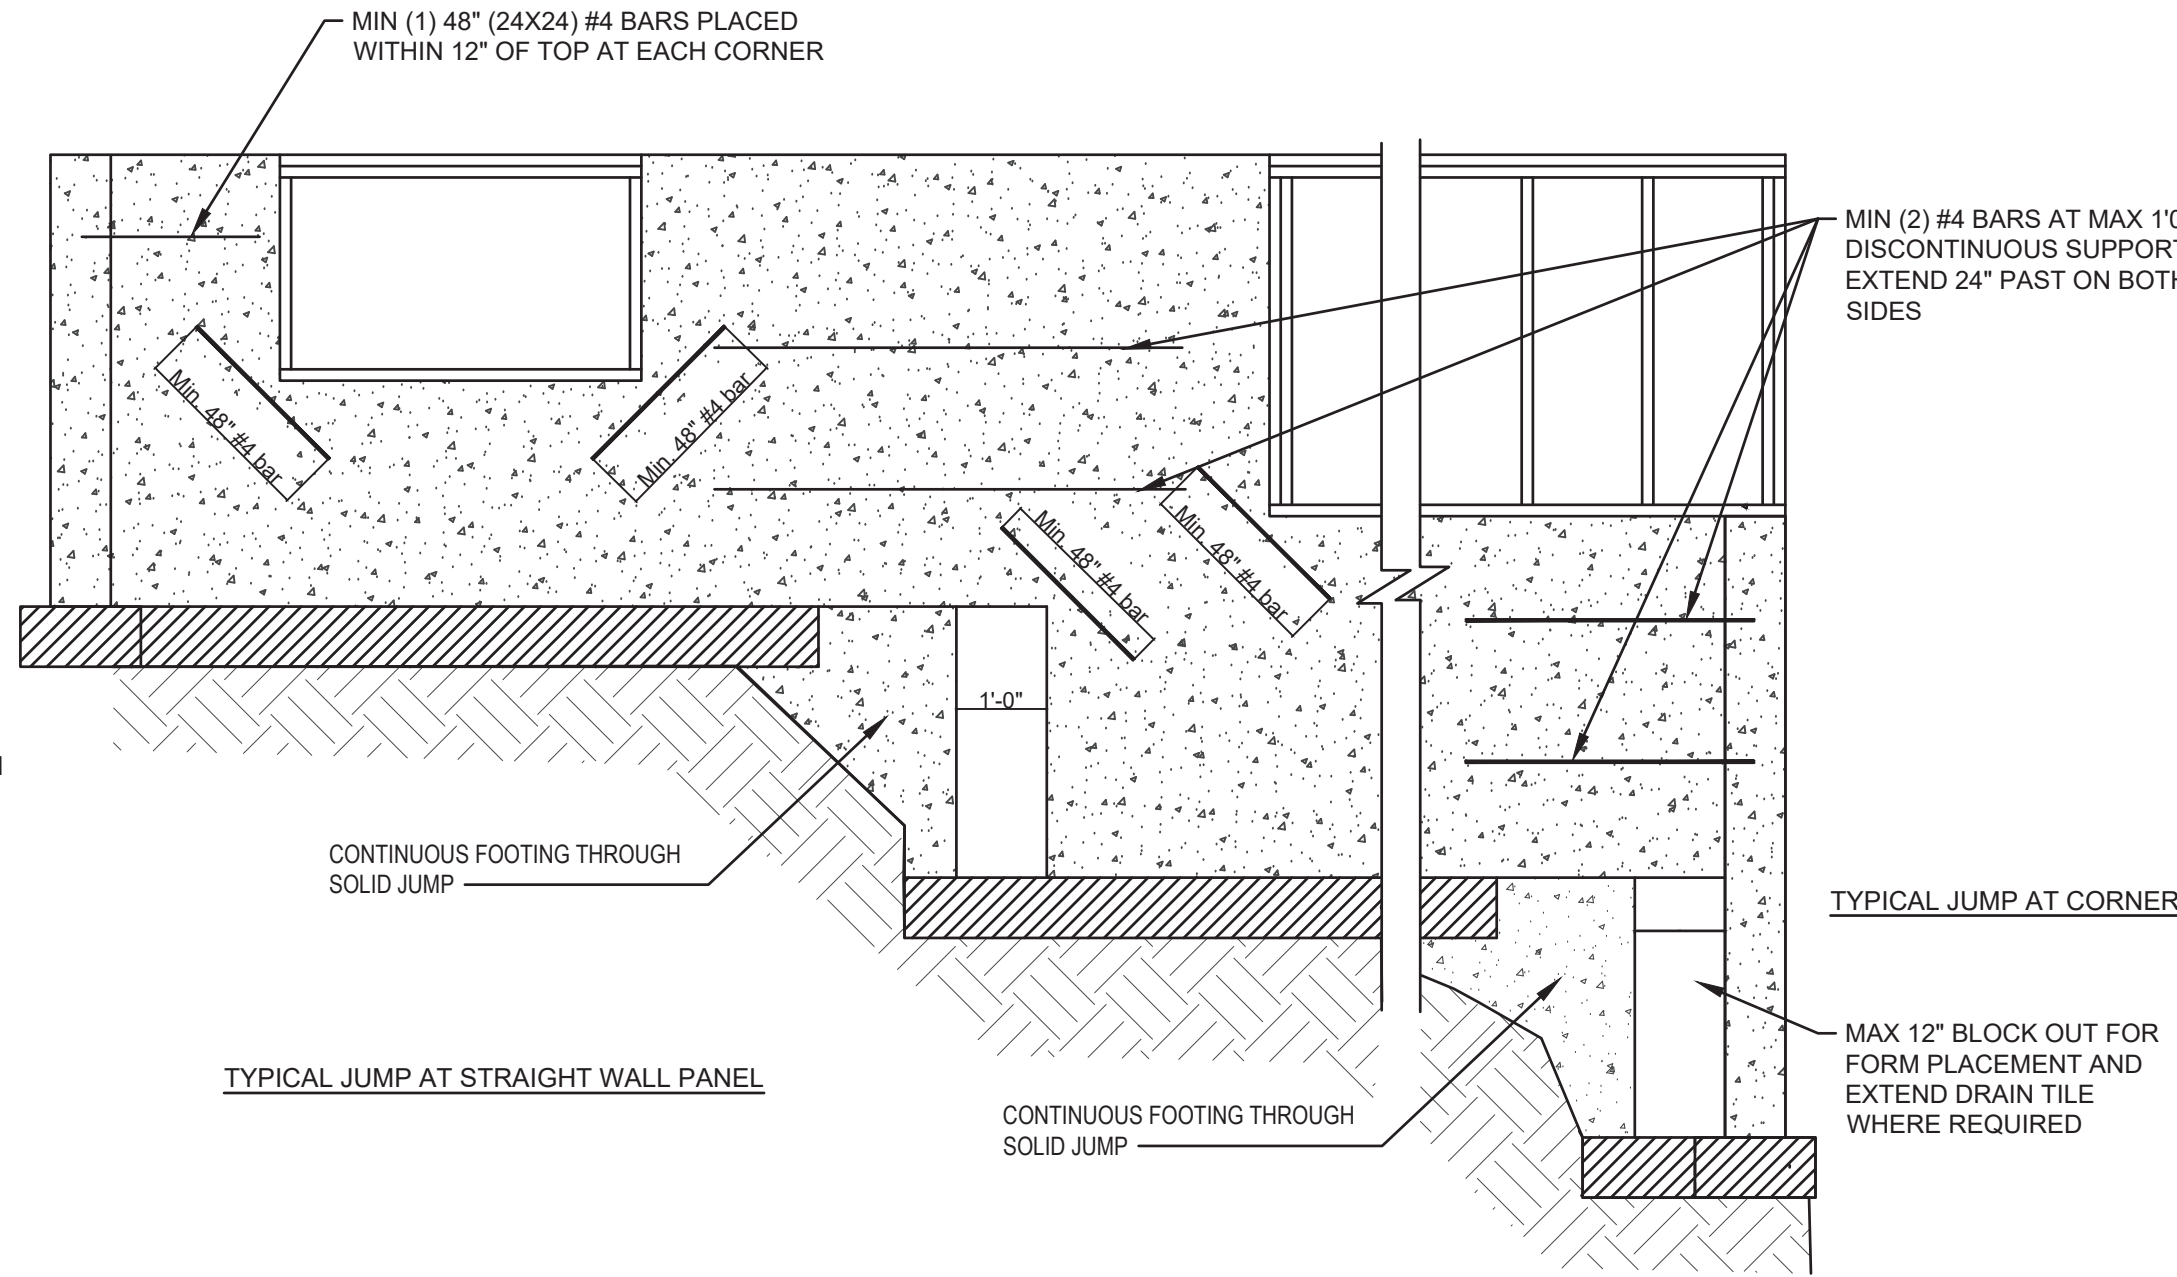 MIN (1) 48" (24X24) #4 BARS PLACED
WITHIN 12" OF TOP AT EACH CORNER
MIN (2) #4 BARS AT MAX
DISCONTINUOUS
EXTEND 24" PAST ON
SIDES
Min. 48" #4 bar
Min. 48" #4 bar
Min. 48" #4 bar
Min. 48" #4 bar
1'-0"
CONTINUOUS FOOTING THROUGH
SOLID JUMP
TYPICAL JUMP AT CORNER
TYPICAL JUMP AT STRAIGHT WALL PANEL
CONTINUOUS FOOTING THROUGH
SOLID JUMP
MAX 12" BLOCK OUT FOR
FORM PLACEMENT AND
EXTEND DRAIN TILE
WHERE REQUIRED